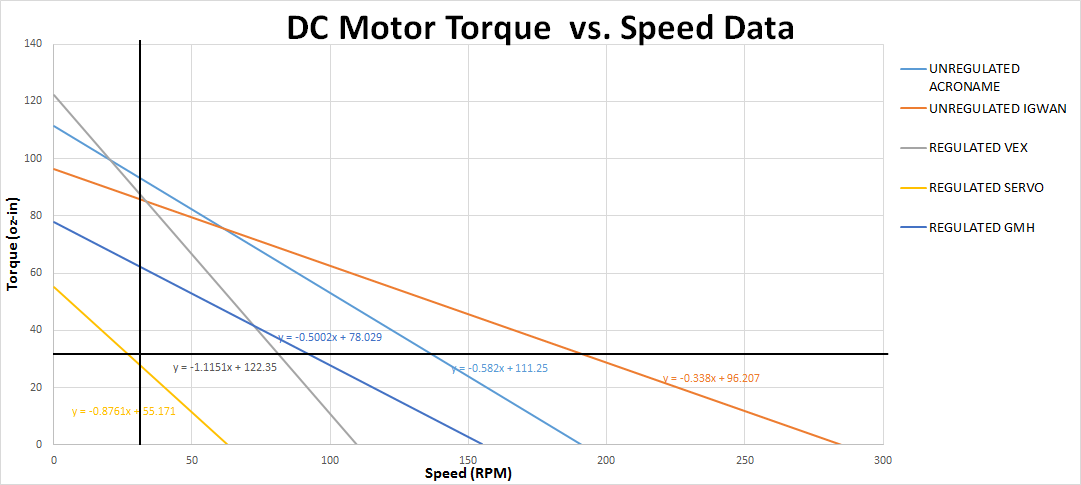 DC Motor Torque  vs. Speed Data
140
120
100
80
60
40
20
0
Torque (oz-in)
0
50
100
150
200
250
300
Speed (RPM)
y = -0.5002x + 78.029
y = -1.1151x + 122.35
y = -0.582x + 111.25
y = -0.338x + 96.207
y = -0.8761x + 55.171
UNREGULATED
ACRONAME
UNREGULATED IGWAN
REGULATED VEX
REGULATED SERVO
REGULATED GMH